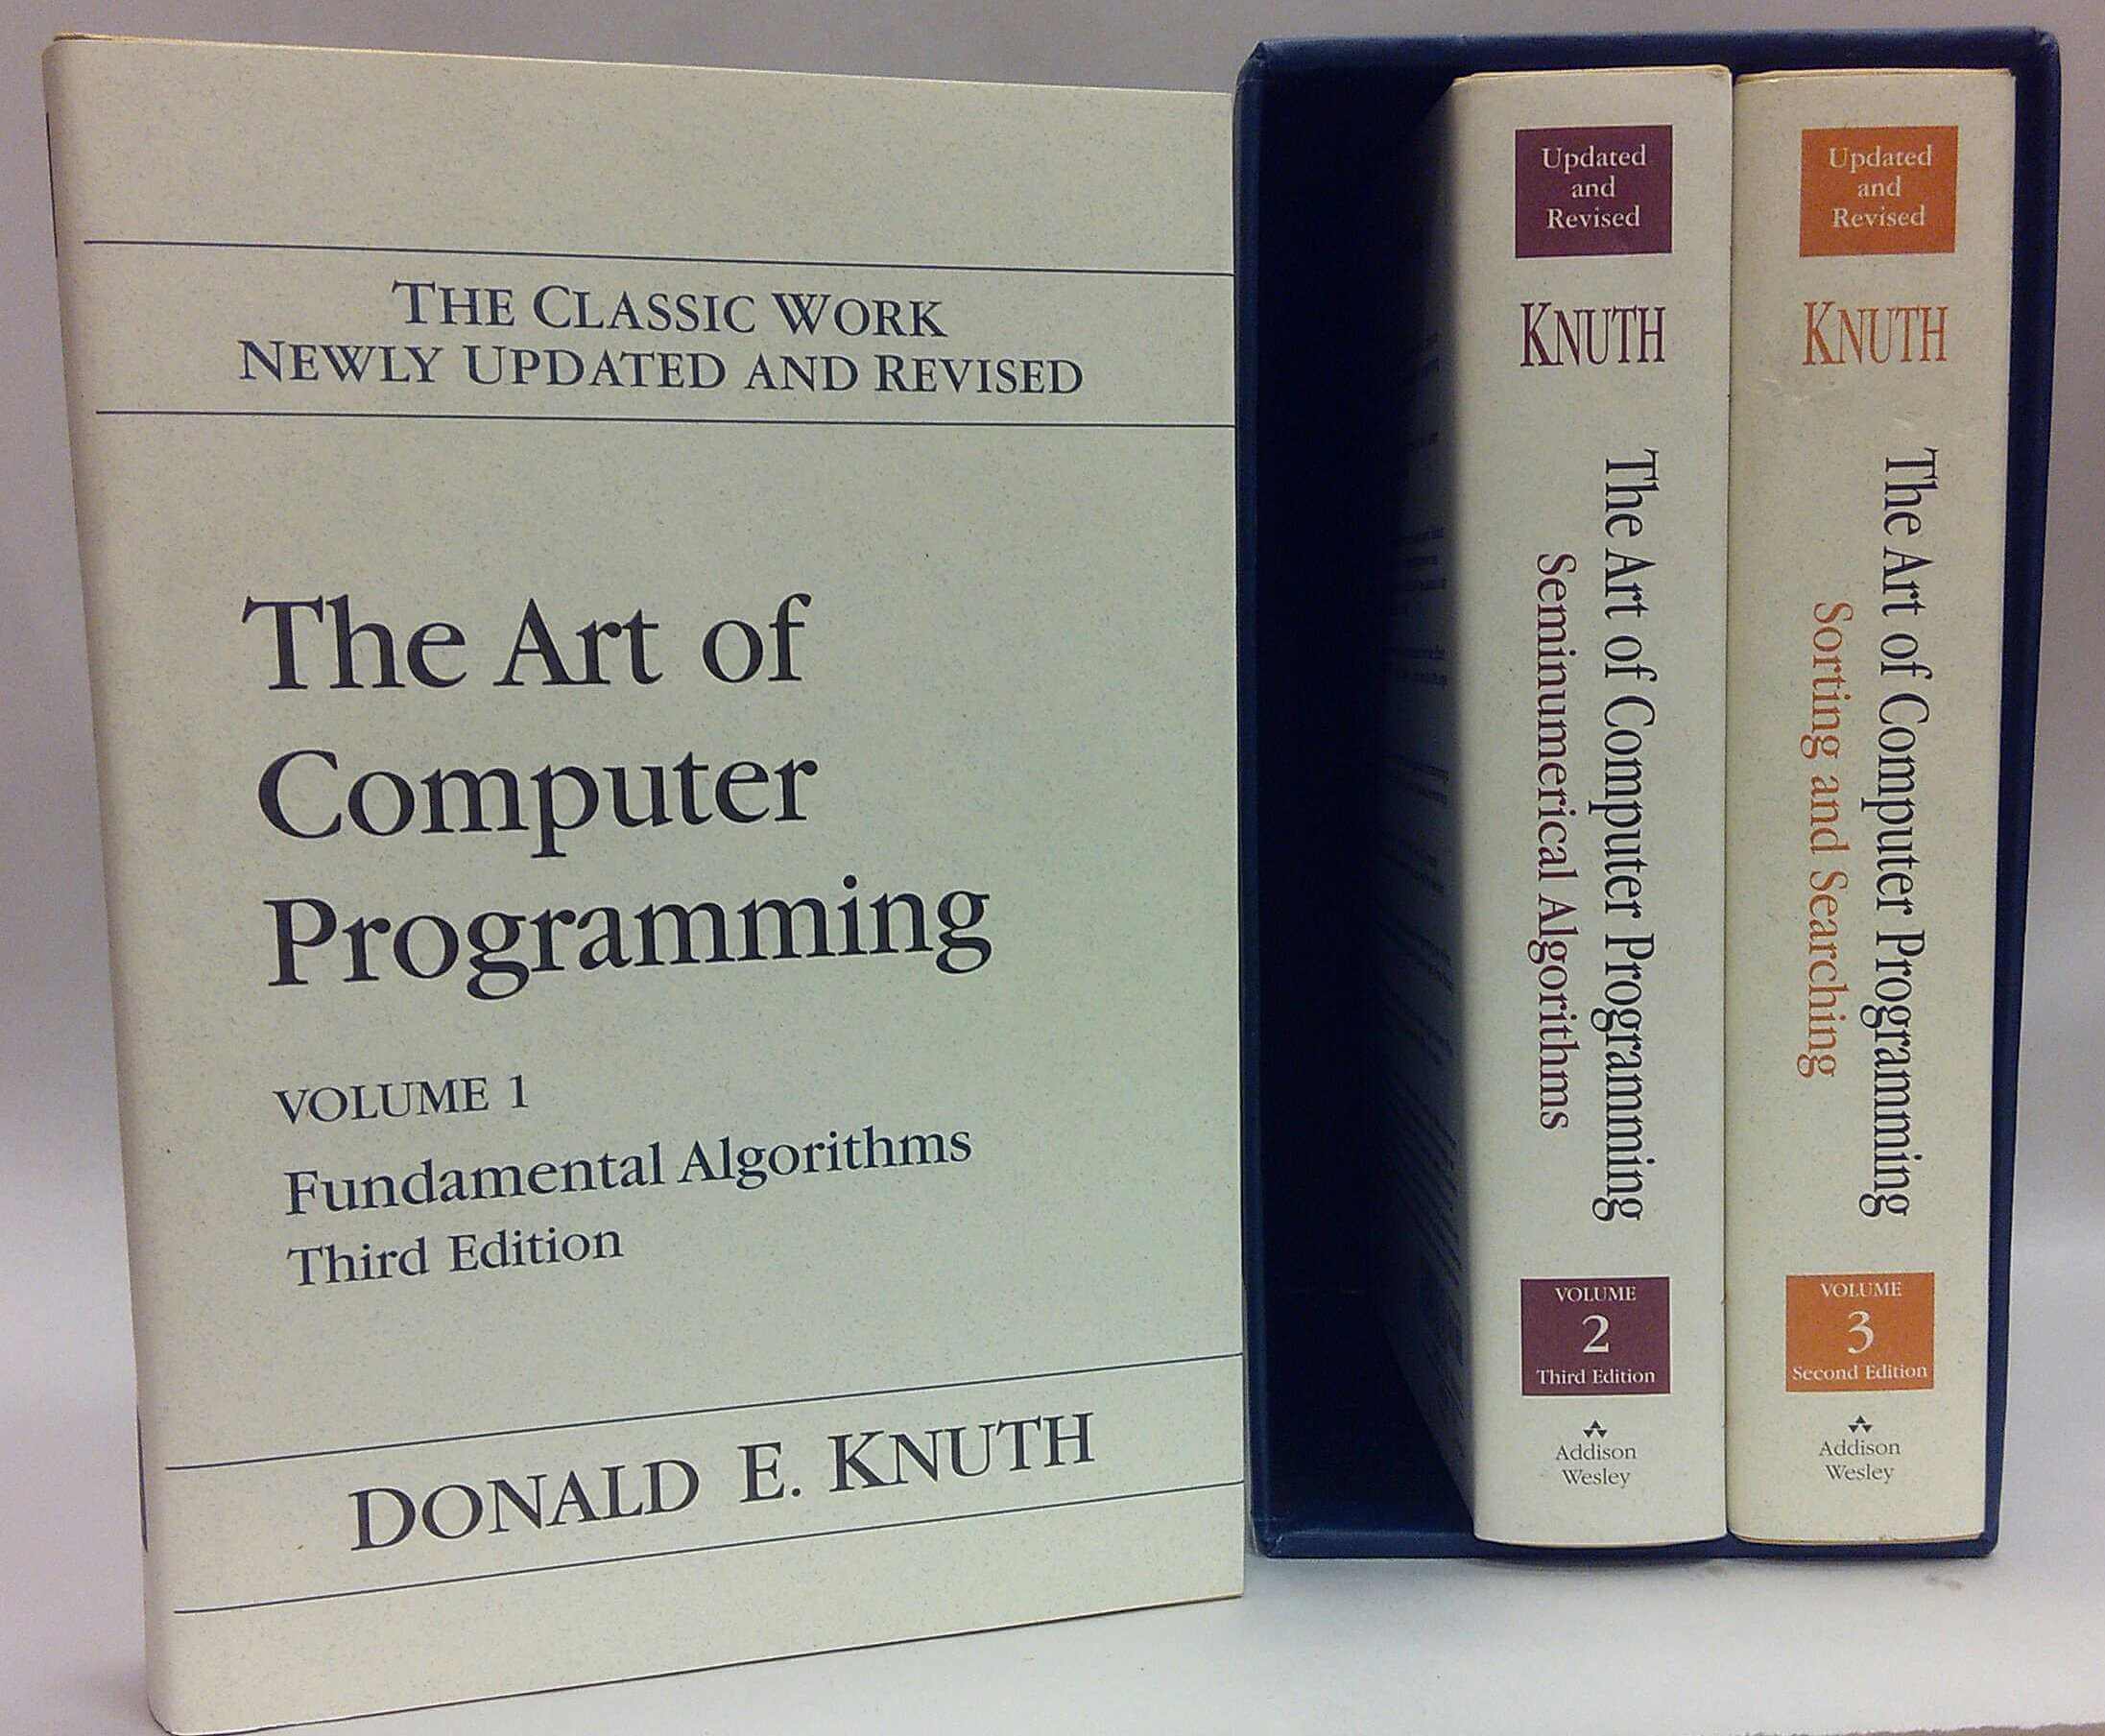 THE CLASSIC WORK
NEWLY UPDATED AND REVISED
The Art of
Computer
Programming
VOLUME 1
Fundamental Algorithms
Third Edition
DONALD E. KNUTH
Updated
and
Revised
KNUTH
The Art of Computer Programming
Seminumerical Algorithms
VOLUME
2
Third Edition
Addison
Wesley
Updated
and
Revised
KNUTH
The Art of Computer Programming
Sorting and Searching
VOLUME
3
Second Edition
Addison
Wesley